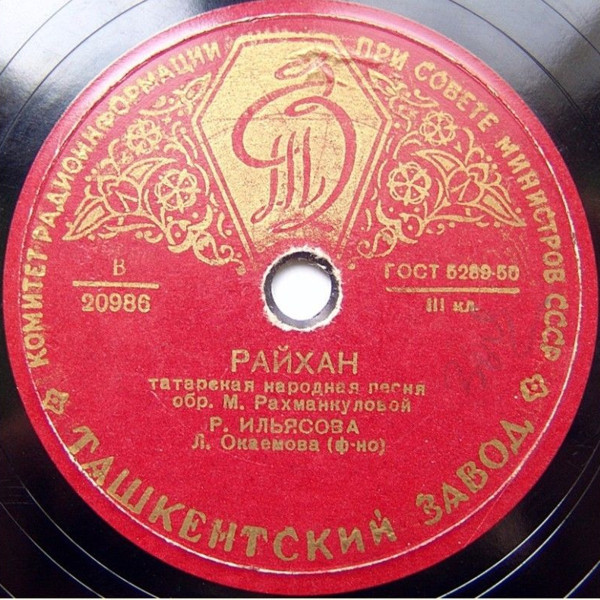 КОМИТЕТ РАДИОИНФОРМАЦИИ ПРИ СОВЕТЕ МИНИСТРОВ СССР
В
20986
ГОСТ 5289-50
III кл.
РАЙХАН
татарская народная песня
обр. М. Рахманкуловой
Р. ИЛЬЯСОВА
Л. Окаемова (ф-но)
ТАШКЕНТСКИЙ ЗАВОД